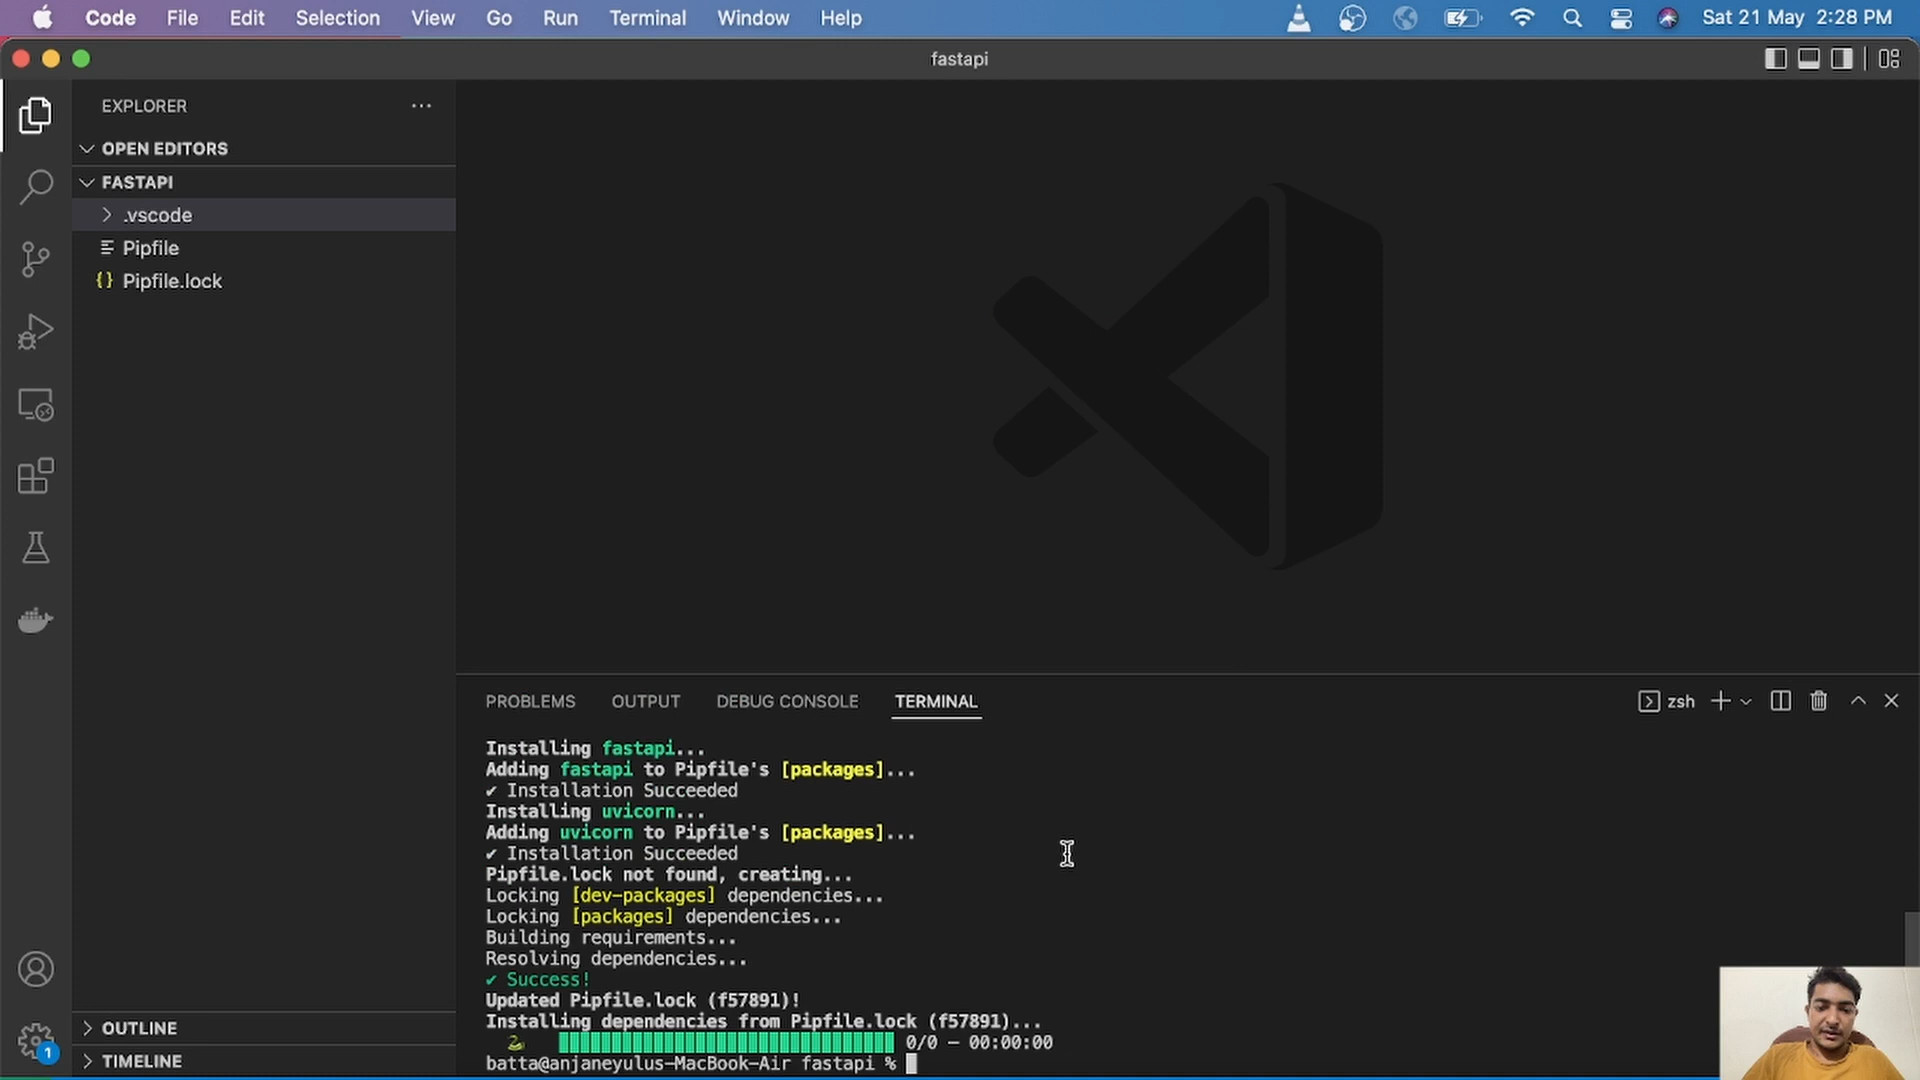 Code File Edit Selection View Go Run Terminal Window Help Sat 21 May 2:28 PM
fastapi
EXPLORER
OPEN EDITORS
FASTAPI
.vscode
Pipfile
Pipfile.lock
OUTLINE
TIMELINE
1
PROBLEMS OUTPUT DEBUG CONSOLE TERMINAL zsh
Installing fastapi...
Adding fastapi to Pipfile's [packages]...
✔ Installation Succeeded
Installing uvicorn...
Adding uvicorn to Pipfile's [packages]...
✔ Installation Succeeded
Pipfile.lock not found, creating...
Locking [dev-packages] dependencies...
Locking [packages] dependencies...
Building requirements...
Resolving dependencies...
✔ Success!
Updated Pipfile.lock (f57891)!
Installing dependencies from Pipfile.lock (f57891)...
0/0 — 00:00:00
batta@anjaneyulus-MacBook-Air fastapi %